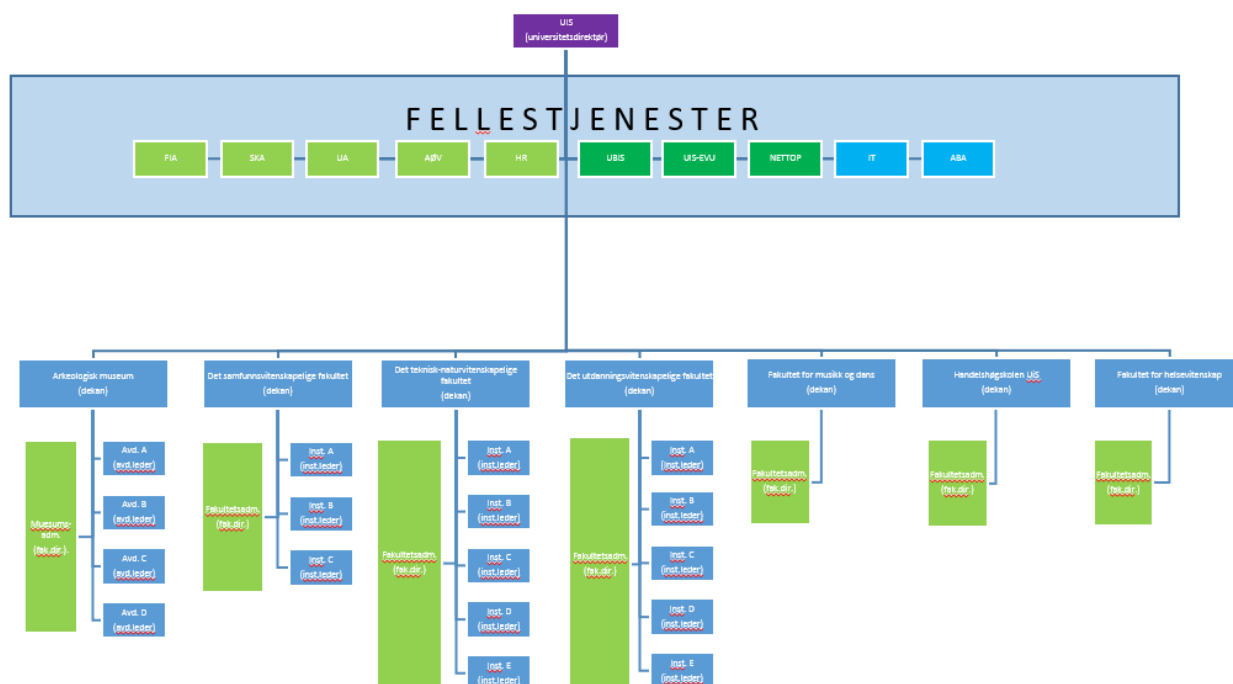 UiS
(universitetsdirektør)
FELLESTJENESTER
FIA
SKA
UA
AØV
HR
UBIS
UIS-EVU
NETTOP
IT
ABA
Arkeologisk museum
(dekan)
Det samfunnsvitenskapelige fakultet
(dekan)
Det teknisk-naturvitenskapelige
fakultet
(dekan)
Det utdanningsvitenskapelige fakultet
(dekan)
Fakultet for musikk og dans
(dekan)
Handelshøgskolen UiS
(dekan)
Fakultet for helsevitenskap
(dekan)
Muesums-
adm.
(fak.dir.).
Avd. A
(avd.leder)
Avd. B
(avd.leder)
Avd. C
(avd.leder)
Avd. D
(avd.leder)
Fakultetsadm.
(fak.dir.)
Inst. A
(inst.leder)
Inst. B
(inst.leder)
Inst. C
(inst.leder)
Fakultetsadm.
(fak.dir.)
Inst. A
(inst.leder)
Inst. B
(inst.leder)
Inst. C
(inst.leder)
Inst. D
(inst.leder)
Inst. E
(inst.leder)
Fakultetsadm.
(fak.dir.)
Inst. A
(inst.leder)
Inst. B
(inst.leder)
Inst. C
(inst.leder)
Inst. D
(inst.leder)
Inst. E
(inst.leder)
Fakultetsadm.
(fak.dir.)
Fakultetsadm.
(fak.dir.)
Fakultetsadm.
(fak.dir.)